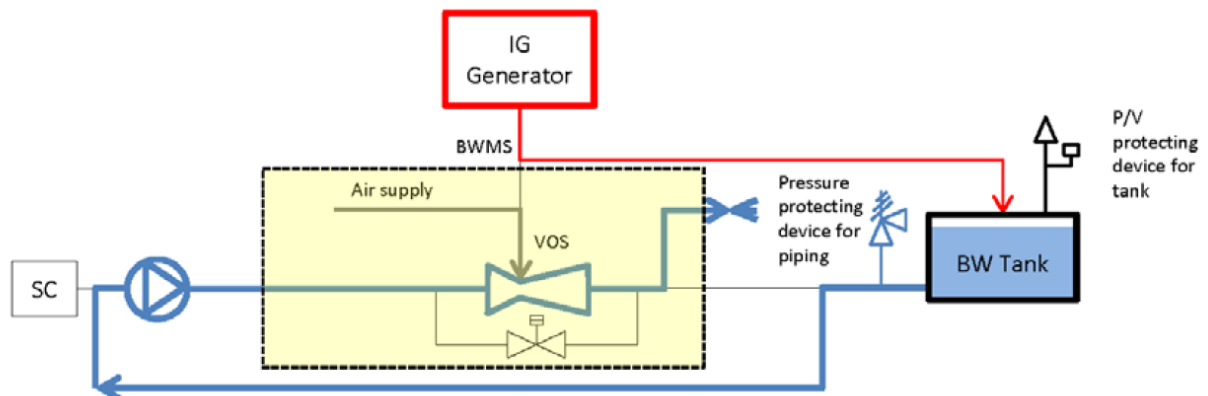 IG
Generator
BWMS
Air supply
VOS
SC
Pressure
protecting
device for
piping
P/V
protecting
device for
tank
BW Tank